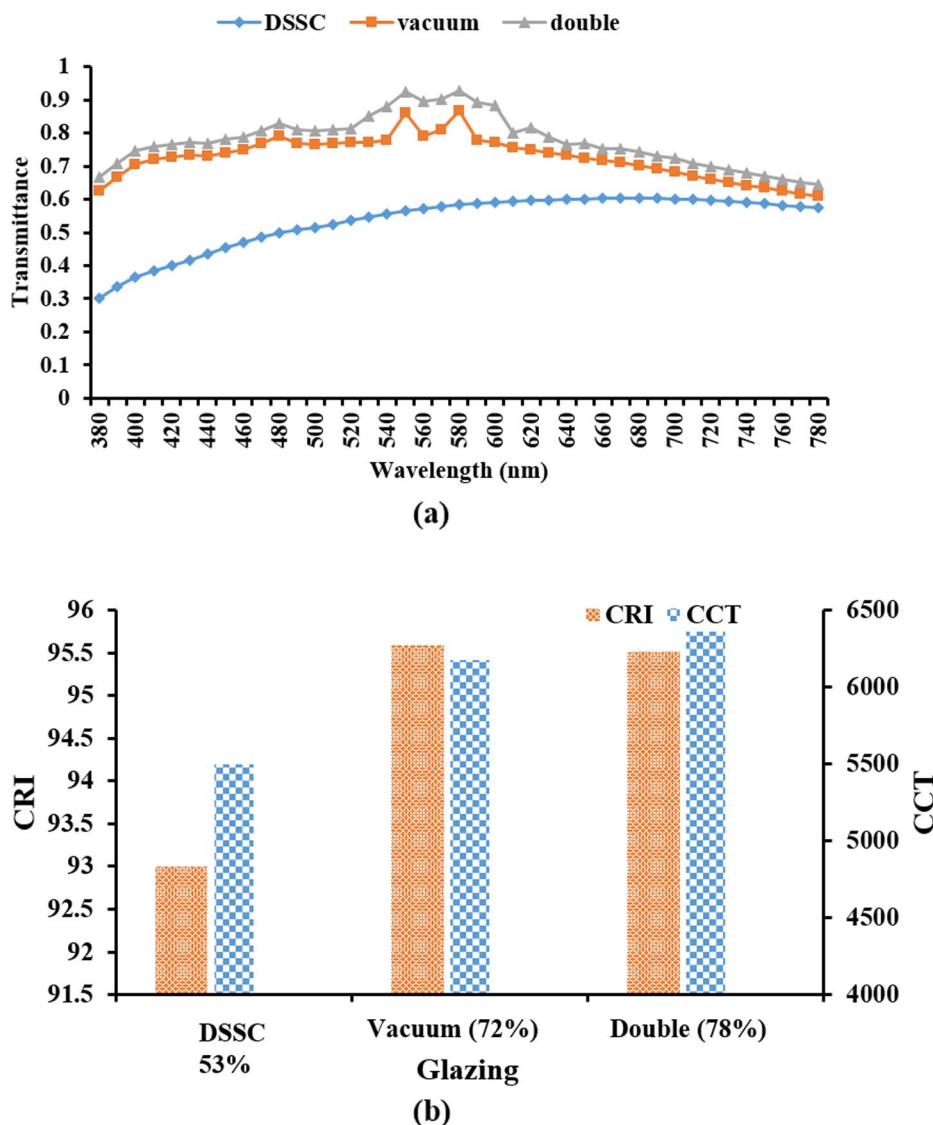 DSSC vacuum double
1
0.9
0.8
0.7
0.6
0.5
0.4
0.3
0.2
0.1
0
Transmittance
380 400 420 440 460 480 500 520 540 560 580 600 620 640 660 680 700 720 740 760 780
Wavelength (nm)
(a)
CRI CCT
96
95.5
95
94.5
94
93.5
93
92.5
92
91.5
CRI
6500
6000
5500
5000
4500
4000
CCT
DSSC Vacuum (72%) Double (78%)
53%
Glazing
(b)